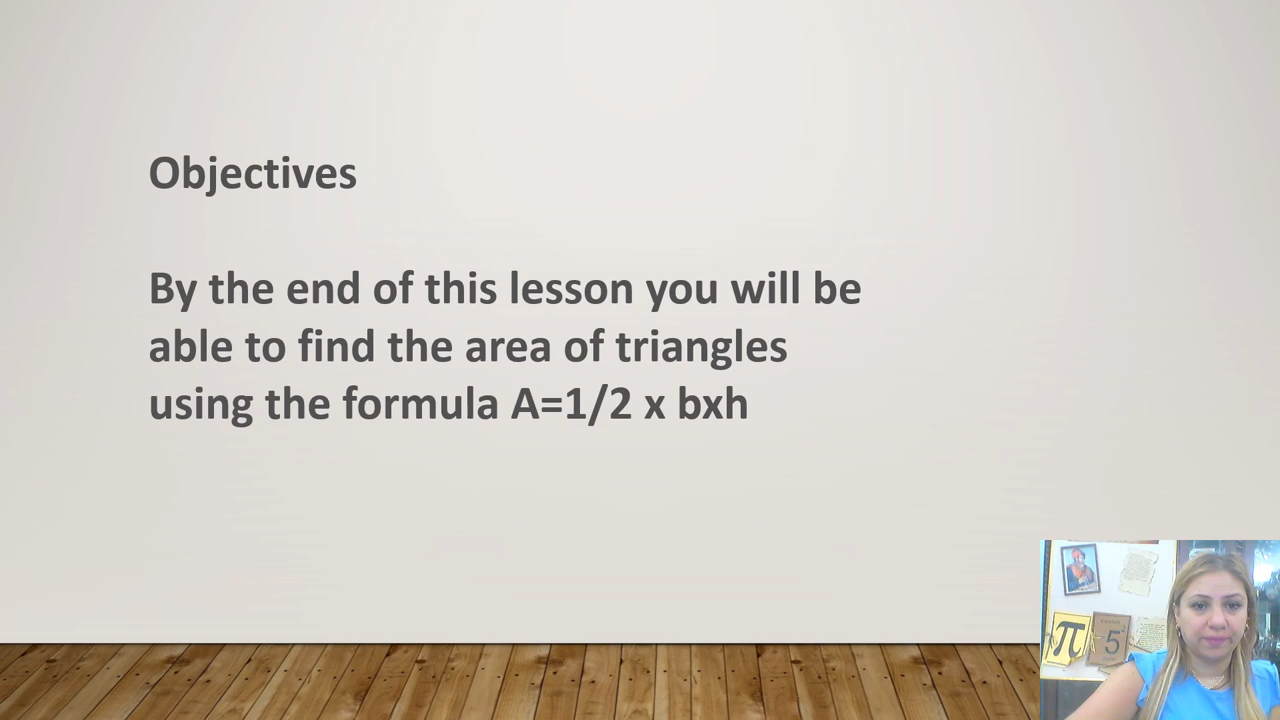 Objectives
By the end of this lesson you will be
able to find the area of triangles
using the formula A=1/2 x bxh
π
5